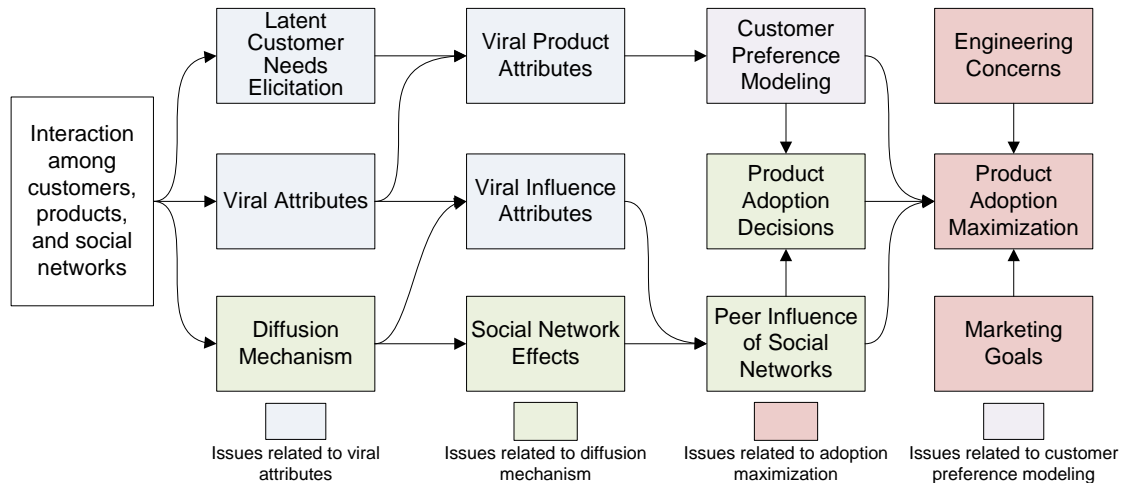 Interaction
among
customers,
products,
and social
networks
Latent
Customer
Needs
Elicitation
Viral Attributes
Diffusion
Mechanism
Viral Product
Attributes
Viral Influence
Attributes
Social Network
Effects
Customer
Preference
Modeling
Product
Adoption
Decisions
Peer Influence
of Social
Networks
Engineering
Concerns
Product
Adoption
Maximization
Marketing
Goals
Issues related to viral
attributes
Issues related to diffusion
mechanism
Issues related to adoption
maximization
Issues related to customer
preference modeling